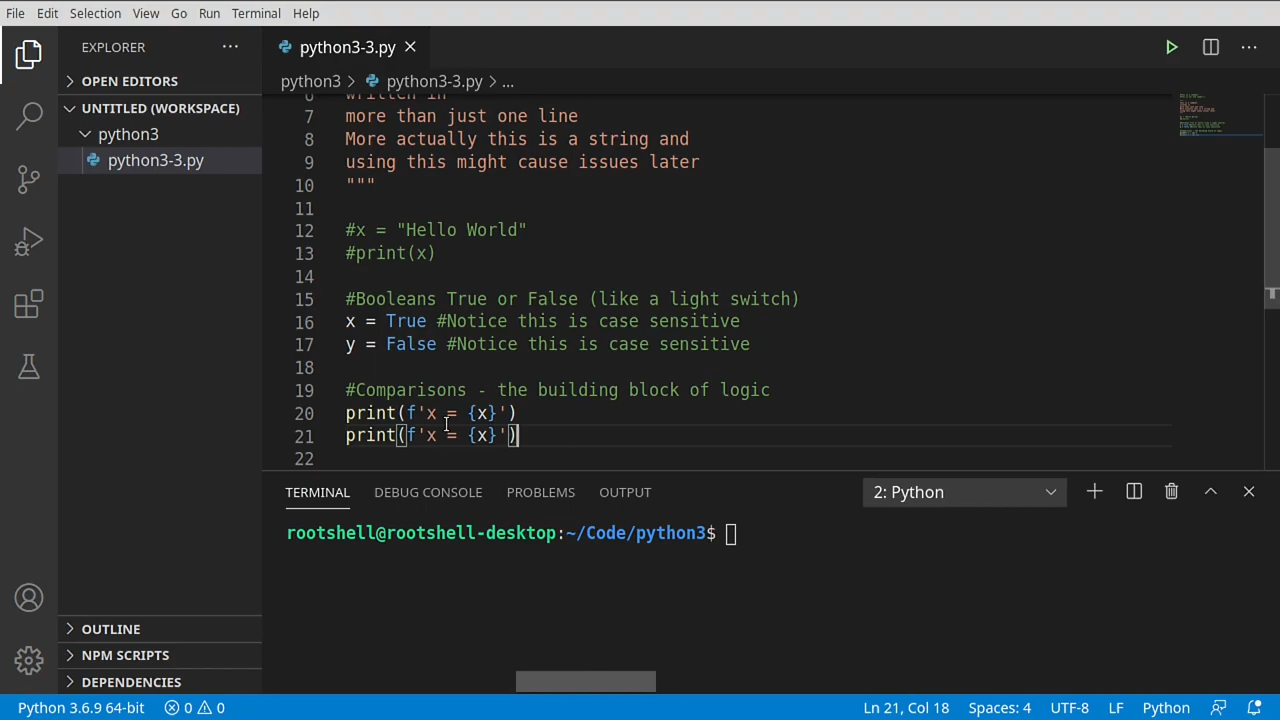 File Edit Selection View Go Run Terminal Help
EXPLORER ···
python3-3.py ×
OPEN EDITORS
UNTITLED (WORKSPACE)
python3
python3-3.py
python3 > python3-3.py > ...
6 written in
7 more than just one line
8 More actually this is a string and
9 using this might cause issues later
10 """
11
12 #x = "Hello World"
13 #print(x)
14
15 #Booleans True or False (like a light switch)
16 x = True #Notice this is case sensitive
17 y = False #Notice this is case sensitive
18
19 #Comparisons - the building block of logic
20 print(f'x = {x}')
21 print(f'x = {x}')
22
TERMINAL DEBUG CONSOLE PROBLEMS OUTPUT 2: Python
rootshell@rootshell-desktop:~/Code/python3$
OUTLINE
NPM SCRIPTS
DEPENDENCIES
Python 3.6.9 64-bit 0 0 Ln 21, Col 18 Spaces: 4 UTF-8 LF Python